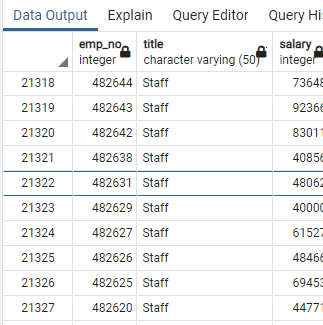 Data Output Explain Query Editor Query His
emp_no title salary
integer character varying (50) integer
21318 482644 Staff 73648
21319 482643 Staff 92366
21320 482642 Staff 83011
21321 482638 Staff 40856
21322 482631 Staff 48062
21323 482629 Staff 40000
21324 482627 Staff 61527
21325 482626 Staff 48466
21326 482625 Staff 69453
21327 482620 Staff 44771